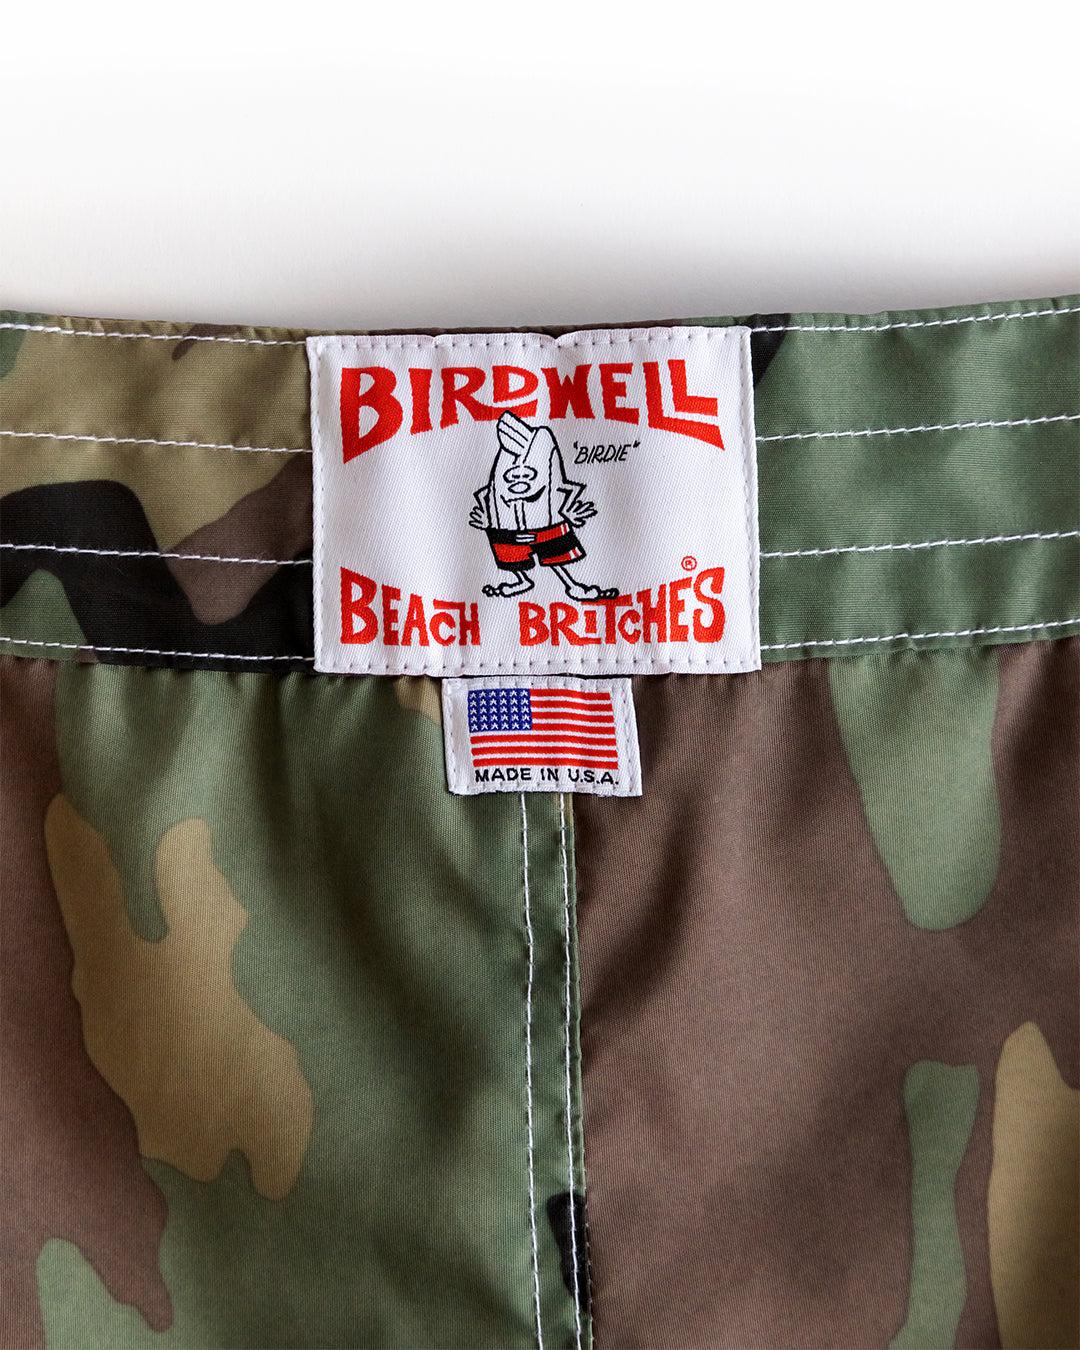 BIRDWELL
"BIRDIE"
®
BEACH BRITCHES
MADE IN U.S.A.